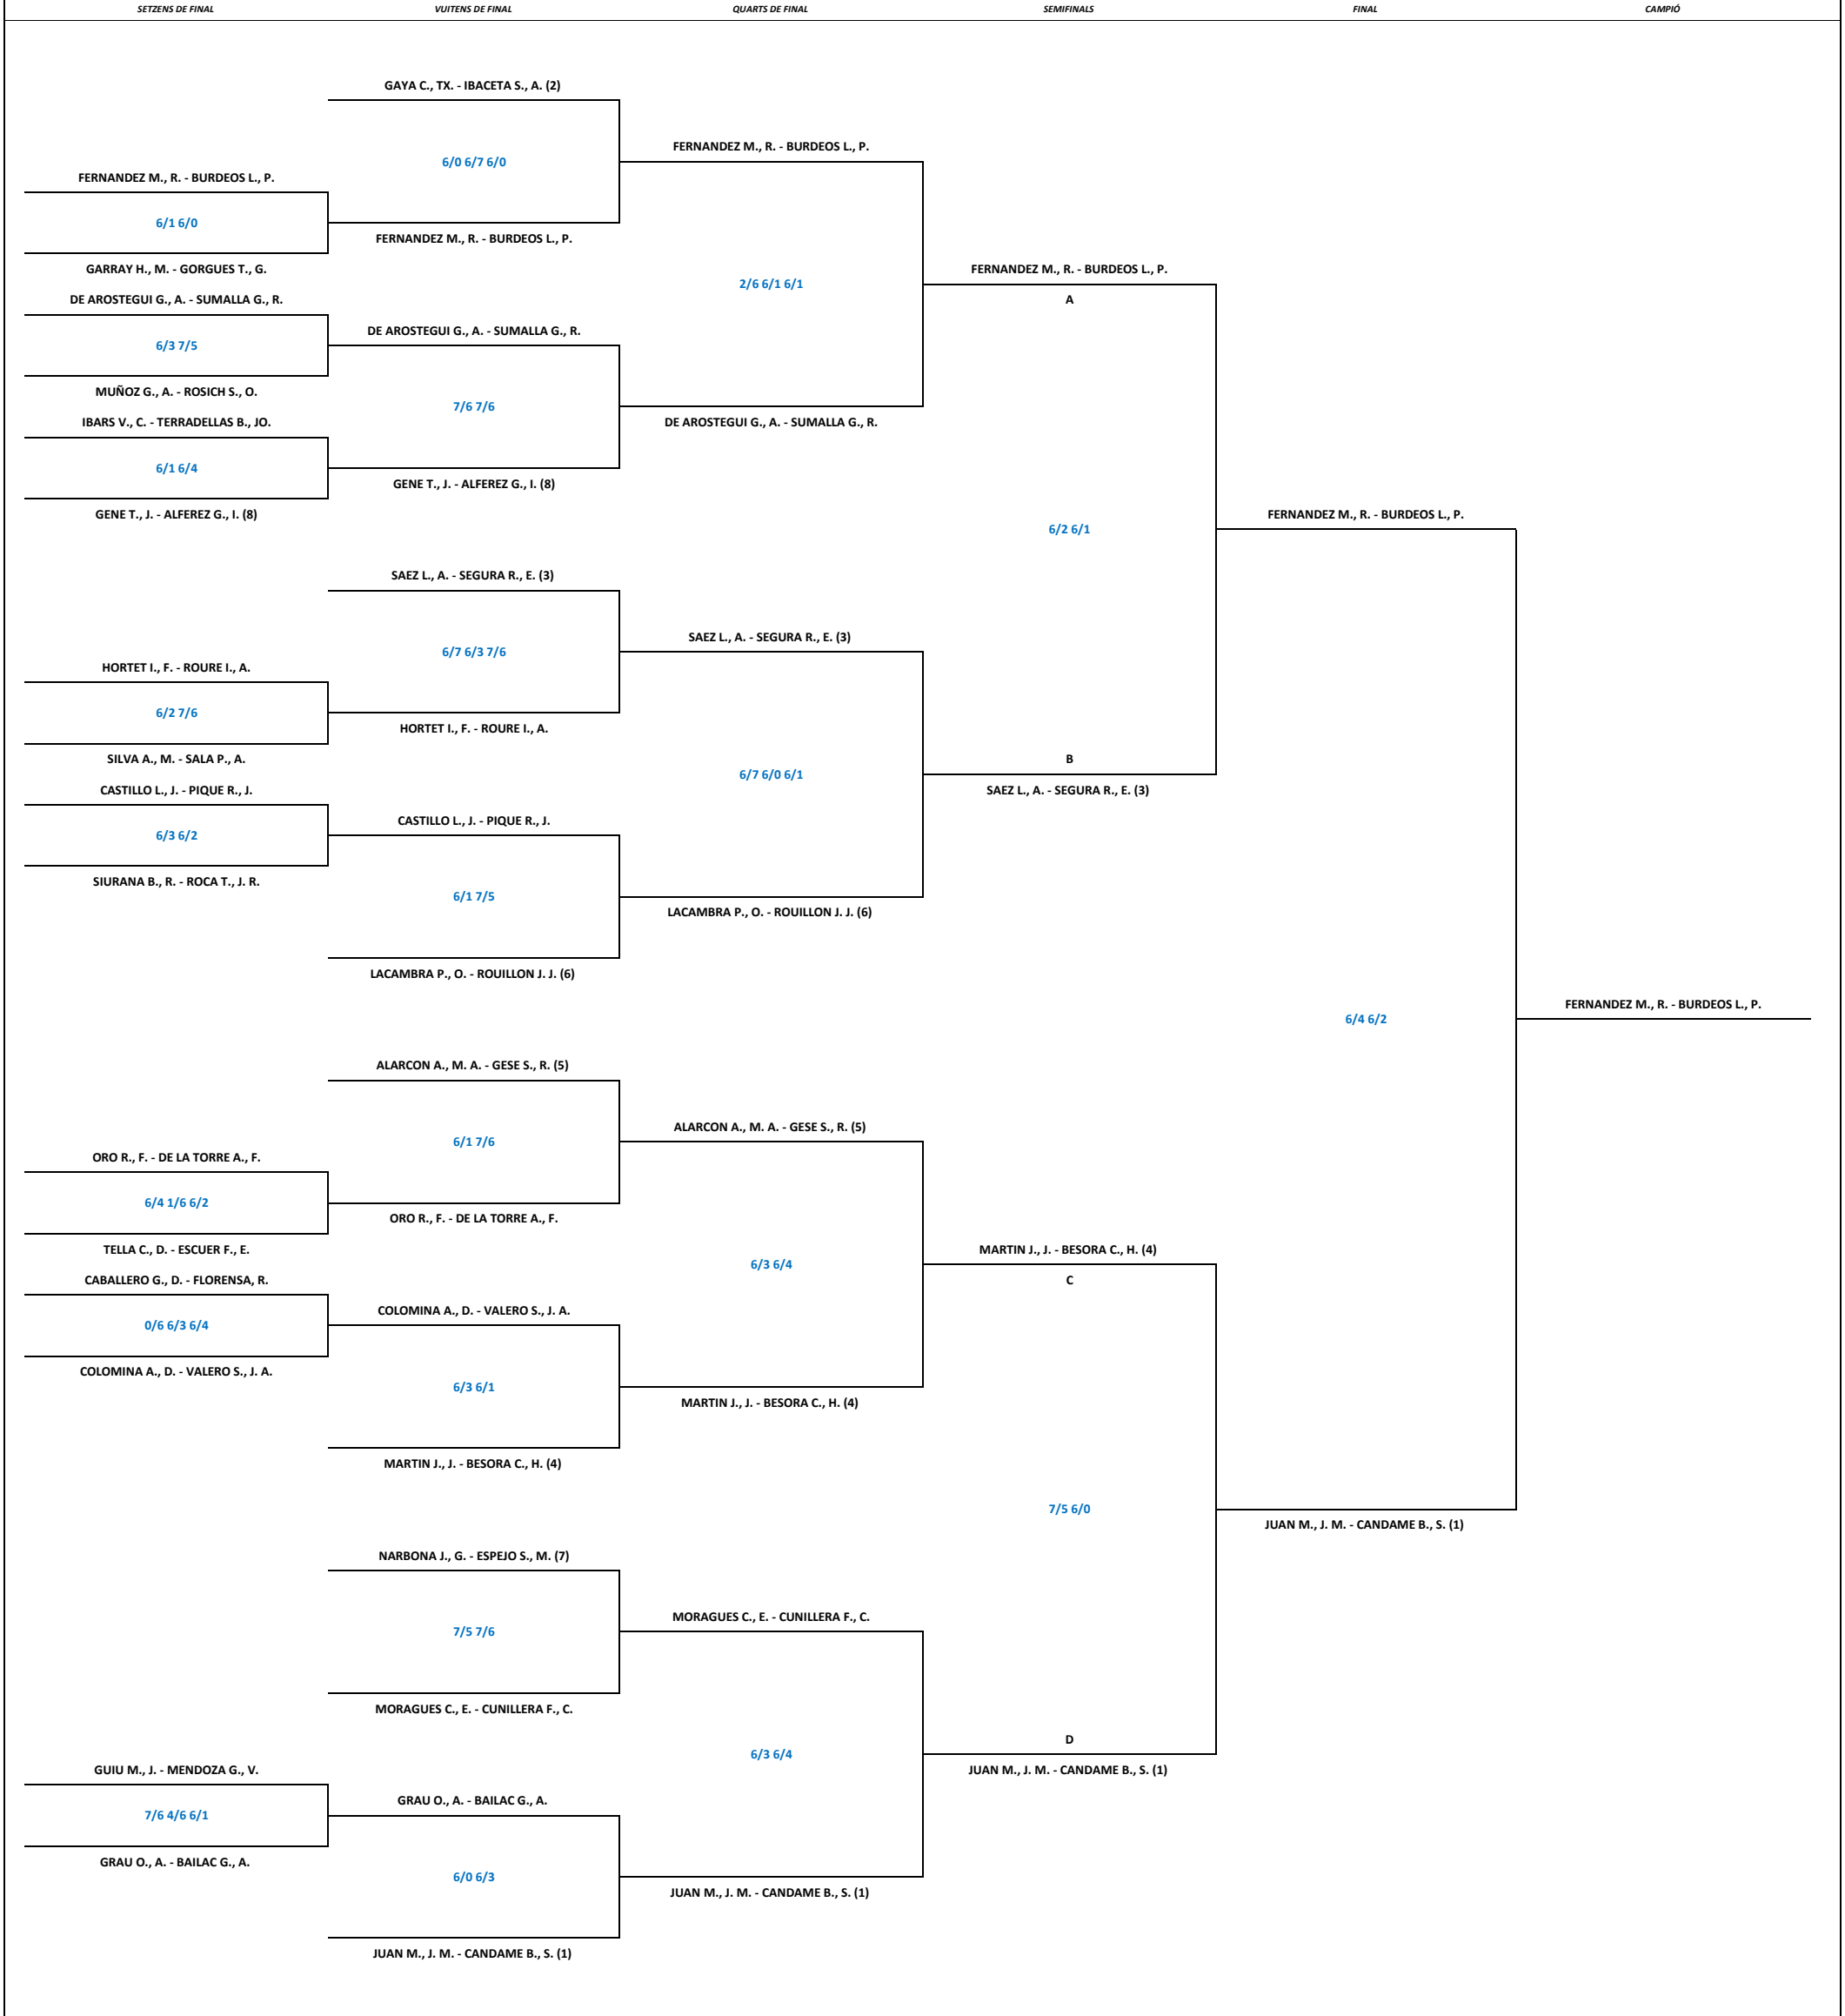 SETZENS DE FINAL
VUITENS DE FINAL
QUARTS DE FINAL
SEMIFINALS
FINAL
CAMPIÓ
GAYA C., TX. - IBACETA S., A. (2)
FERNANDEZ M., R. - BURDEOS L., P.
6/0 6/7 6/0
FERNANDEZ M., R. - BURDEOS L., P.
6/1 6/0
FERNANDEZ M., R. - BURDEOS L., P.
GARRAY H., M. - GORGUES T., G.
FERNANDEZ M., R. - BURDEOS L., P.
2/6 6/1 6/1
DE AROSTEGUI G., A. - SUMALLA G., R.
A
DE AROSTEGUI G., A. - SUMALLA G., R.
6/3 7/5
MUÑOZ G., A. - ROSICH S., O.
7/6 7/6
IBARS V., C. - TERRADELLAS B., JO.
DE AROSTEGUI G., A. - SUMALLA G., R.
6/1 6/4
GENE T., J. - ALFEREZ G., I. (8)
GENE T., J. - ALFEREZ G., I. (8)
FERNANDEZ M., R. - BURDEOS L., P.
6/2 6/1
SAEZ L., A. - SEGURA R., E. (3)
SAEZ L., A. - SEGURA R., E. (3)
6/7 6/3 7/6
HORTET I., F. - ROURE I., A.
6/2 7/6
HORTET I., F. - ROURE I., A.
SILVA A., M. - SALA P., A.
B
6/7 6/0 6/1
CASTILLO L., J. - PIQUE R., J.
SAEZ L., A. - SEGURA R., E. (3)
CASTILLO L., J. - PIQUE R., J.
6/3 6/2
SIURANA B., R. - ROCA T., J. R.
6/1 7/5
LACAMBRA P., O. - ROUILLON J. J. (6)
LACAMBRA P., O. - ROUILLON J. J. (6)
FERNANDEZ M., R. - BURDEOS L., P.
6/4 6/2
ALARCON A., M. A. - GESE S., R. (5)
ALARCON A., M. A. - GESE S., R. (5)
6/1 7/6
ORO R., F. - DE LA TORRE A., F.
6/4 1/6 6/2
ORO R., F. - DE LA TORRE A., F.
TELLA C., D. - ESCUER F., E.
MARTIN J., J. - BESORA C., H. (4)
6/3 6/4
CABALLERO G., D. - FLORENSA, R.
C
COLOMINA A., D. - VALERO S., J. A.
0/6 6/3 6/4
COLOMINA A., D. - VALERO S., J. A.
6/3 6/1
MARTIN J., J. - BESORA C., H. (4)
MARTIN J., J. - BESORA C., H. (4)
7/5 6/0
JUAN M., J. M. - CANDAME B., S. (1)
NARBONA J., G. - ESPEJO S., M. (7)
MORAGUES C., E. - CUNILLERA F., C.
7/5 7/6
MORAGUES C., E. - CUNILLERA F., C.
D
6/3 6/4
GUIU M., J. - MENDOZA G., V.
JUAN M., J. M. - CANDAME B., S. (1)
GRAU O., A. - BAILAC G., A.
7/6 4/6 6/1
GRAU O., A. - BAILAC G., A.
6/0 6/3
JUAN M., J. M. - CANDAME B., S. (1)
JUAN M., J. M. - CANDAME B., S. (1)